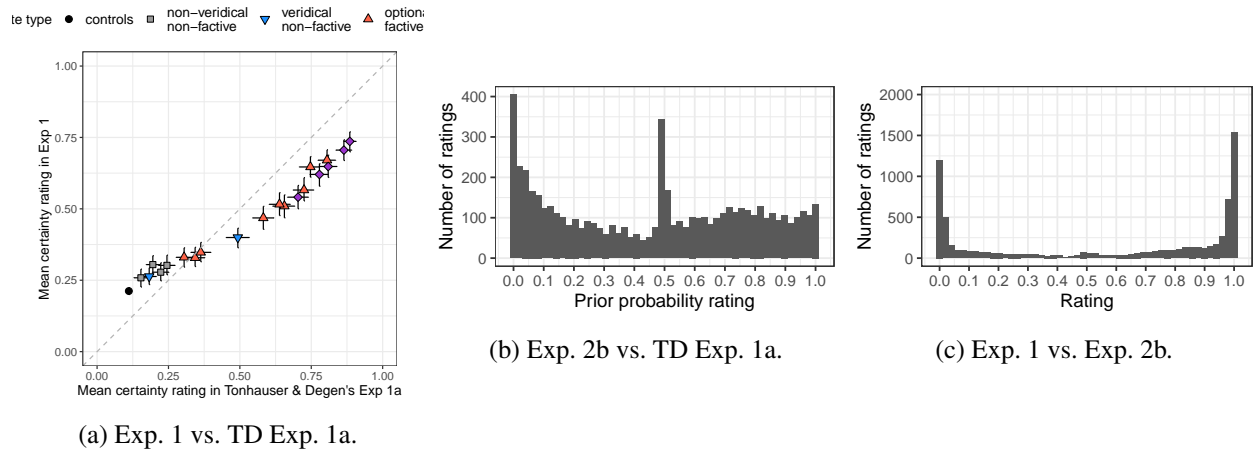 te type controls non−veridical non−factive veridical non−factive factive
1.00
0.75
0.50
0.25
0.00
Mean certainty rating in Exp 1
0.00 0.25 0.50 0.75 1.00
Mean certainty rating in Tonhauser & Degen's Exp 1a
(a) Exp. 1 vs. TD Exp. 1a.
400
300
200
100
0
Number of ratings
0.0 0.1 0.2 0.3 0.4 0.5 0.6 0.7 0.8 0.9 1.0
Prior probability rating
(b) Exp. 2b vs. TD Exp. 1a.
2000
1500
1000
500
0
Number of ratings
0.0 0.1 0.2 0.3 0.4 0.5 0.6 0.7 0.8 0.9 1.0
Rating
(c) Exp. 1 vs. Exp. 2b.